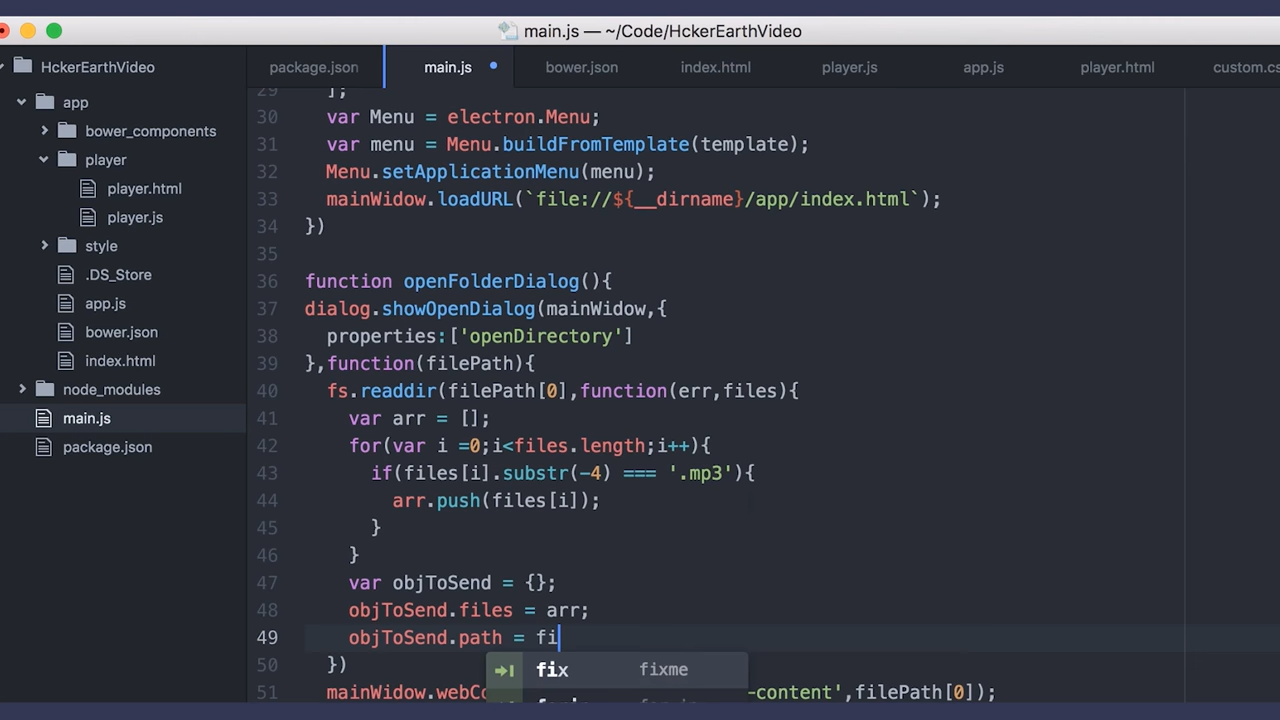 main.js — ~/Code/HckerEarthVideo
HckerEarthVideo
app
bower_components
player
player.html
player.js
style
.DS_Store
app.js
bower.json
index.html
node_modules
main.js
package.json
package.json main.js bower.json index.html player.js app.js player.html custom.cs
29 ];
30 var Menu = electron.Menu;
31 var menu = Menu.buildFromTemplate(template);
32 Menu.setApplicationMenu(menu);
33 mainWidow.loadURL(`file://${__dirname}/app/index.html`);
34 })
35
36 function openFolderDialog(){
37 dialog.showOpenDialog(mainWidow,{
38 properties:['openDirectory']
39 },function(filePath){
40 fs.readdir(filePath[0],function(err,files){
41 var arr = [];
42 for(var i =0;i<files.length;i++){
43 if(files[i].substr(-4) === '.mp3'){
44 arr.push(files[i]);
45 }
46 }
47 var objToSend = {};
48 objToSend.files = arr;
49 objToSend.path = fi
50 })
fix fixme
51 mainWidow.webC -content',filePath[0]);